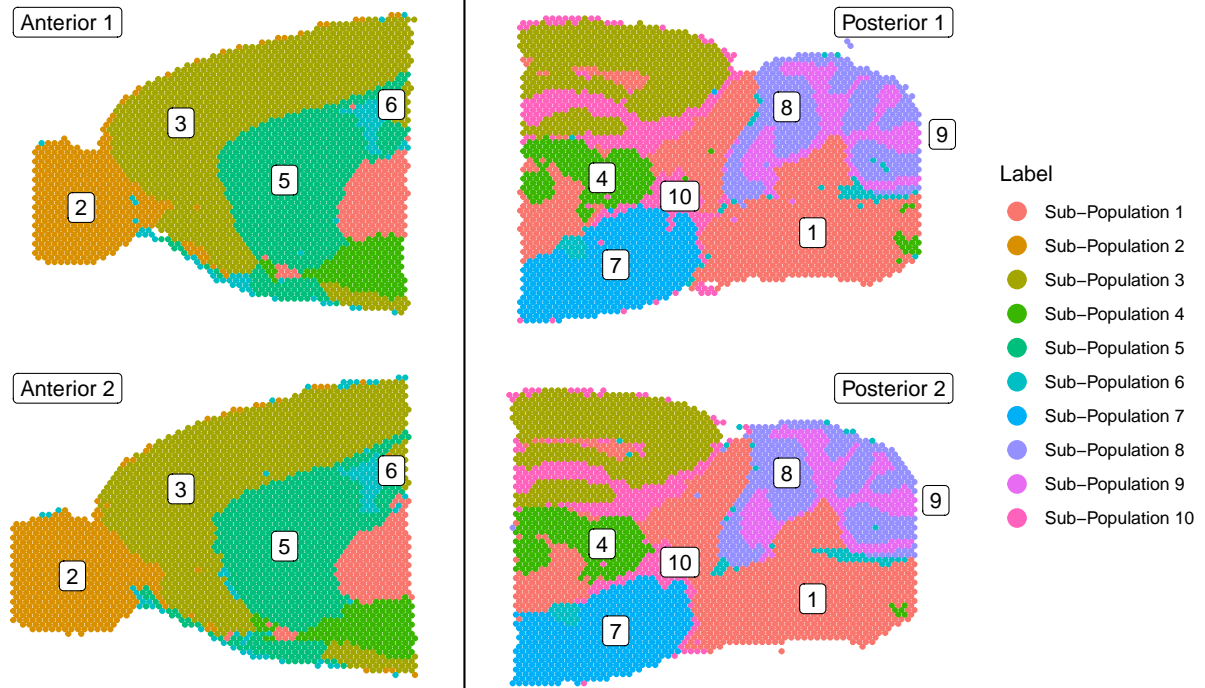 Anterior 1
Posterior 1
6
8
3
9
4
5
10
2
1
7
Anterior 2
Posterior 2
6
8
3
9
4
5
10
2
1
7
Label
Sub−Population 1
Sub−Population 2
Sub−Population 3
Sub−Population 4
Sub−Population 5
Sub−Population 6
Sub−Population 7
Sub−Population 8
Sub−Population 9
Sub−Population 10